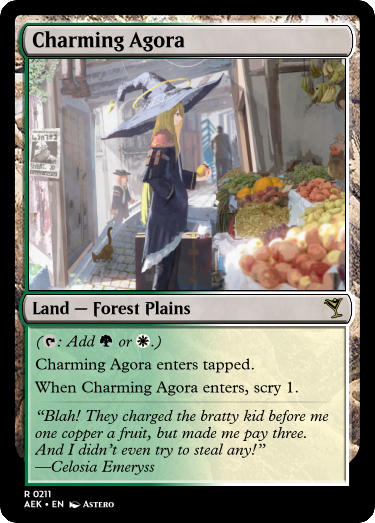 Charming Agora
Land — Forest Plains
(: Add or .)
Charming Agora enters tapped.
When Charming Agora enters, scry 1.
“Blah! They charged the bratty kid before me
one copper a fruit, but made me pay three.
And I didn’t even try to steal any!”
—Celosia Emeryss
R 0211
AEK • EN Astero